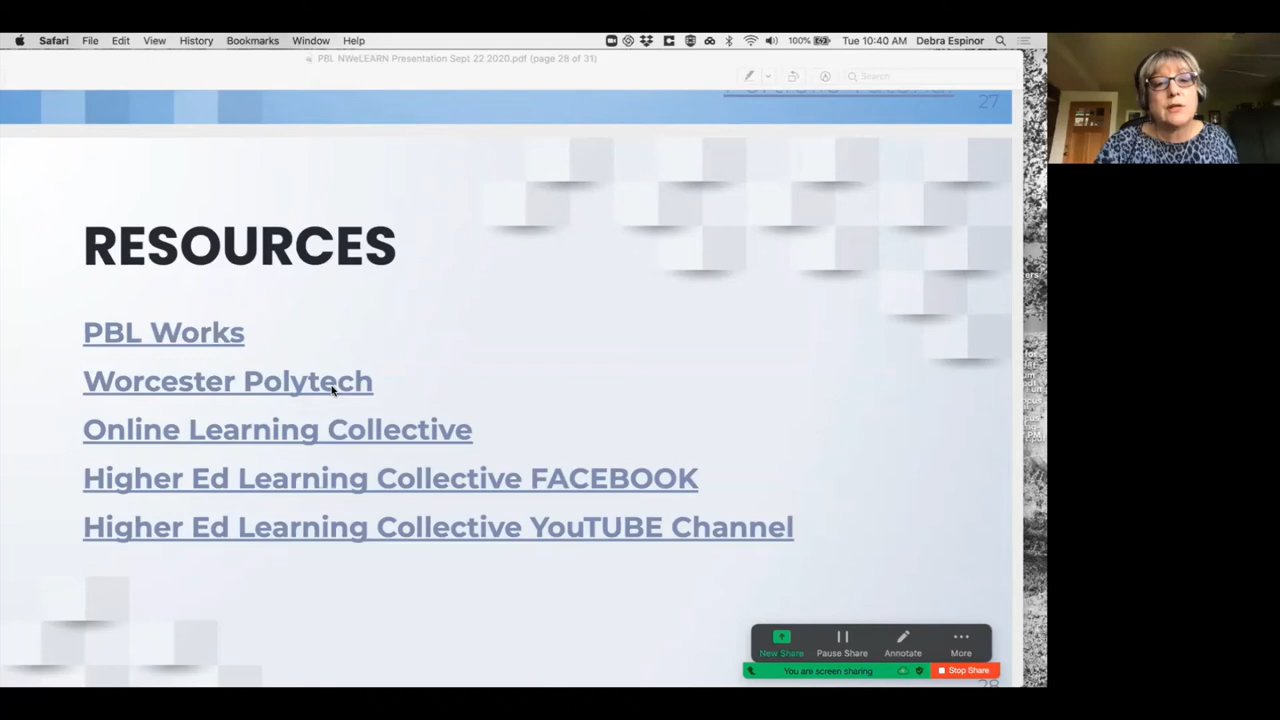 Safari File Edit View History Bookmarks Window Help 100% Tue 10:40 AM Debra Espinor
PBL NWeLEARN Presentation Sept 22 2020.pdf (page 28 of 31)
Search
27
RESOURCES
PBL Works
Worcester Polytech
Online Learning Collective
Higher Ed Learning Collective FACEBOOK
Higher Ed Learning Collective YouTUBE Channel
New Share Pause Share Annotate More
You are screen sharing Stop Share
28